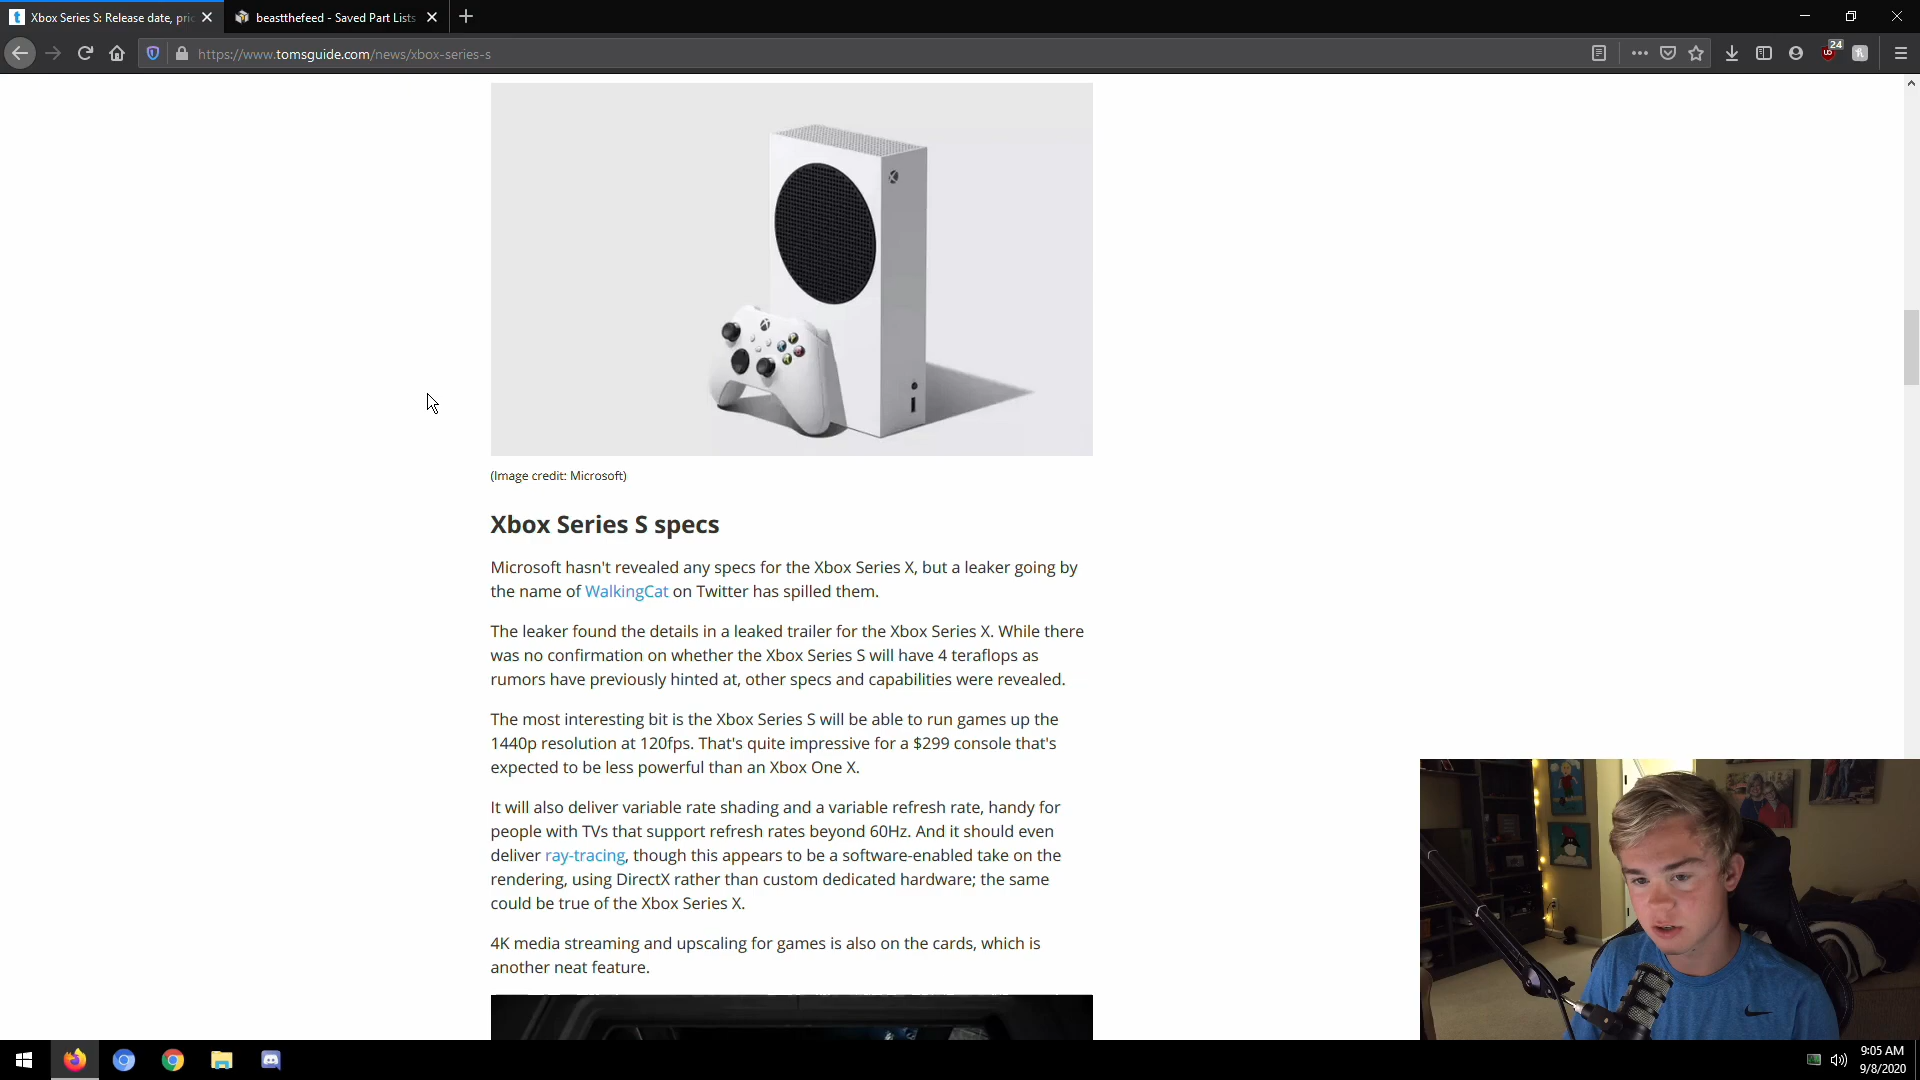 Xbox Series S: Release date, pric
beastthefeed - Saved Part Lists
https://www.tomsguide.com/news/xbox-series-s
24
(Image credit: Microsoft)
Xbox Series S specs
Microsoft hasn't revealed any specs for the Xbox Series X, but a leaker going by
the name of WalkingCat on Twitter has spilled them.
The leaker found the details in a leaked trailer for the Xbox Series X. While there
was no confirmation on whether the Xbox Series S will have 4 teraflops as
rumors have previously hinted at, other specs and capabilities were revealed.
The most interesting bit is the Xbox Series S will be able to run games up the
1440p resolution at 120fps. That's quite impressive for a $299 console that's
expected to be less powerful than an Xbox One X.
It will also deliver variable rate shading and a variable refresh rate, handy for
people with TVs that support refresh rates beyond 60Hz. And it should even
deliver ray-tracing, though this appears to be a software-enabled take on the
rendering, using DirectX rather than custom dedicated hardware; the same
could be true of the Xbox Series X.
4K media streaming and upscaling for games is also on the cards, which is
another neat feature.
9:05 AM
9/8/2020